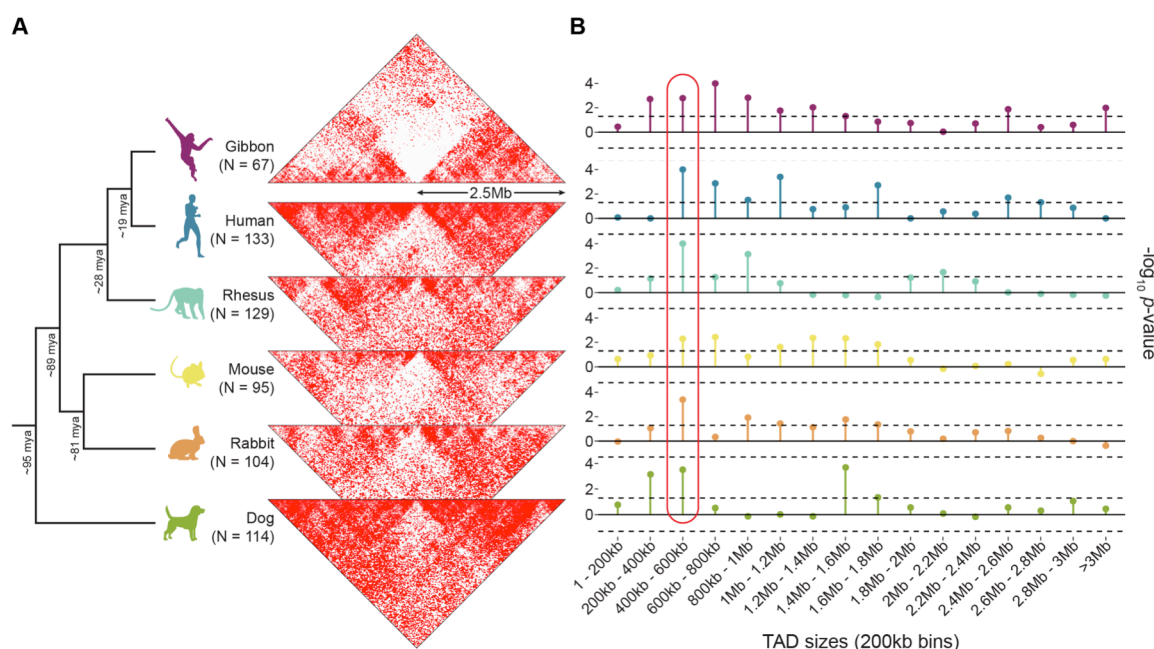 A
Gibbon
(N = 67)
Human
(N = 133)
Rhesus
(N = 129)
Mouse
(N = 95)
Rabbit
(N = 104)
Dog
(N = 114)
~19 mya
~28 mya
~89 mya
~81 mya
~95 mya
2.5Mb
B
4
2
0
4
2
0
4
2
0
4
2
0
4
2
0
4
2
0
-log10 p-vaue
1 - 200kb
200kb - 400kb
400kb - 600kb
600kb - 800kb
800kb - 1Mb
1Mb - 1.2Mb
1.2Mb - 1.4Mb
1.4Mb - 1.6Mb
1.6Mb - 1.8Mb
1.8Mb - 2Mb
2Mb - 2.2Mb
2.2Mb - 2.4Mb
2.4Mb - 2.6Mb
2.6Mb - 2.8Mb
2.8Mb - 3Mb
>3Mb
TAD sizes (200kb bins)